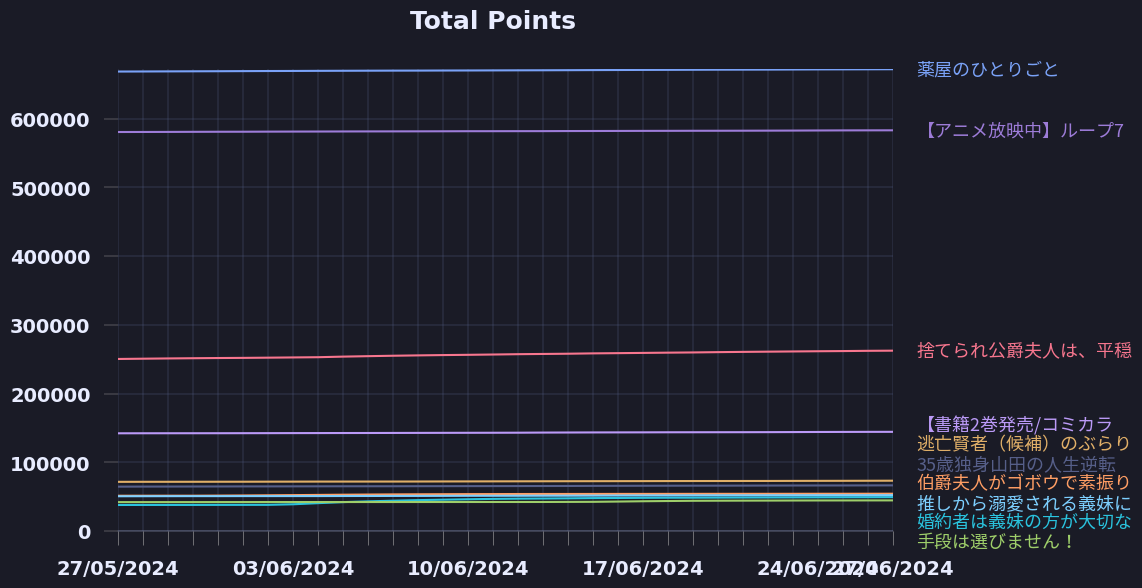 Total Points
薬屋のひとりごと
600000
【アニメ放映中】ループ7
500000
400000
300000
捨てられ公爵夫人は、平穏
200000
【書籍2巻発売/コミカラ
逃亡賢者（候補）のぶらり
100000
35歳独身山田の人生逆転
伯爵夫人がゴボウで素振り
推しから溺愛される義妹に
婚約者は義妹の方が大切な
0
手段は選びません！
27/05/2024
03/06/2024
10/06/2024
17/06/2024
24/06/2024
27/06/2024